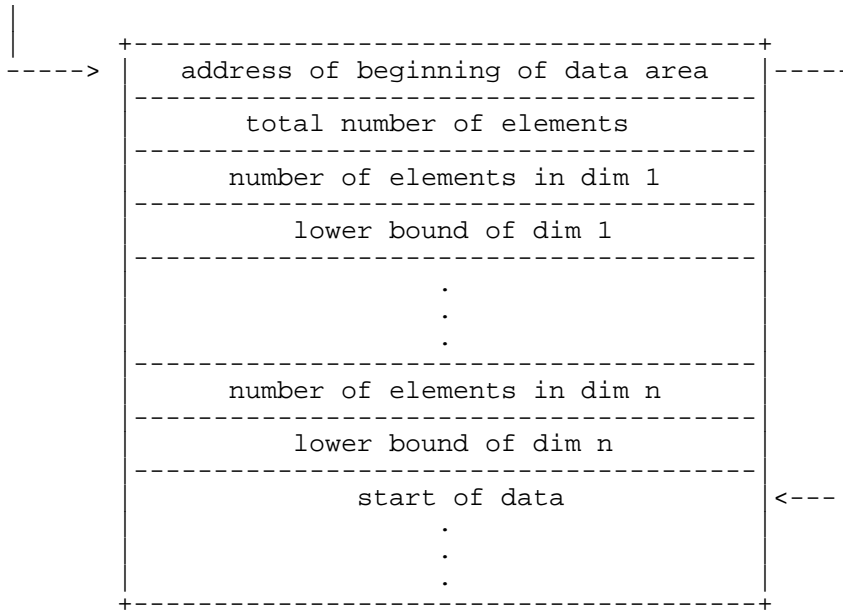 address of beginning of data area
total number of elements
number of elements in dim 1
lower bound of dim 1
.
.
.
number of elements in dim n
lower bound of dim n
start of data
.
.
.